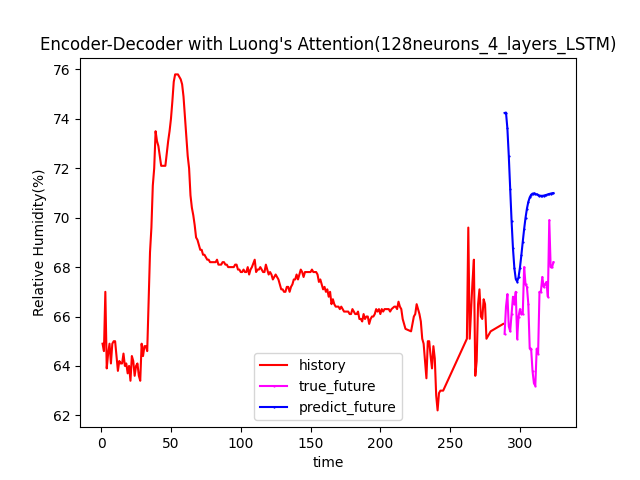 Encoder-Decoder with Luong's Attention(128neurons_4_layers_LSTM)
76
74
72
70
68
66
64
62
Relative Humidity(%)
history
true_future
predict_future
0 50 100 150 200 250 300
time